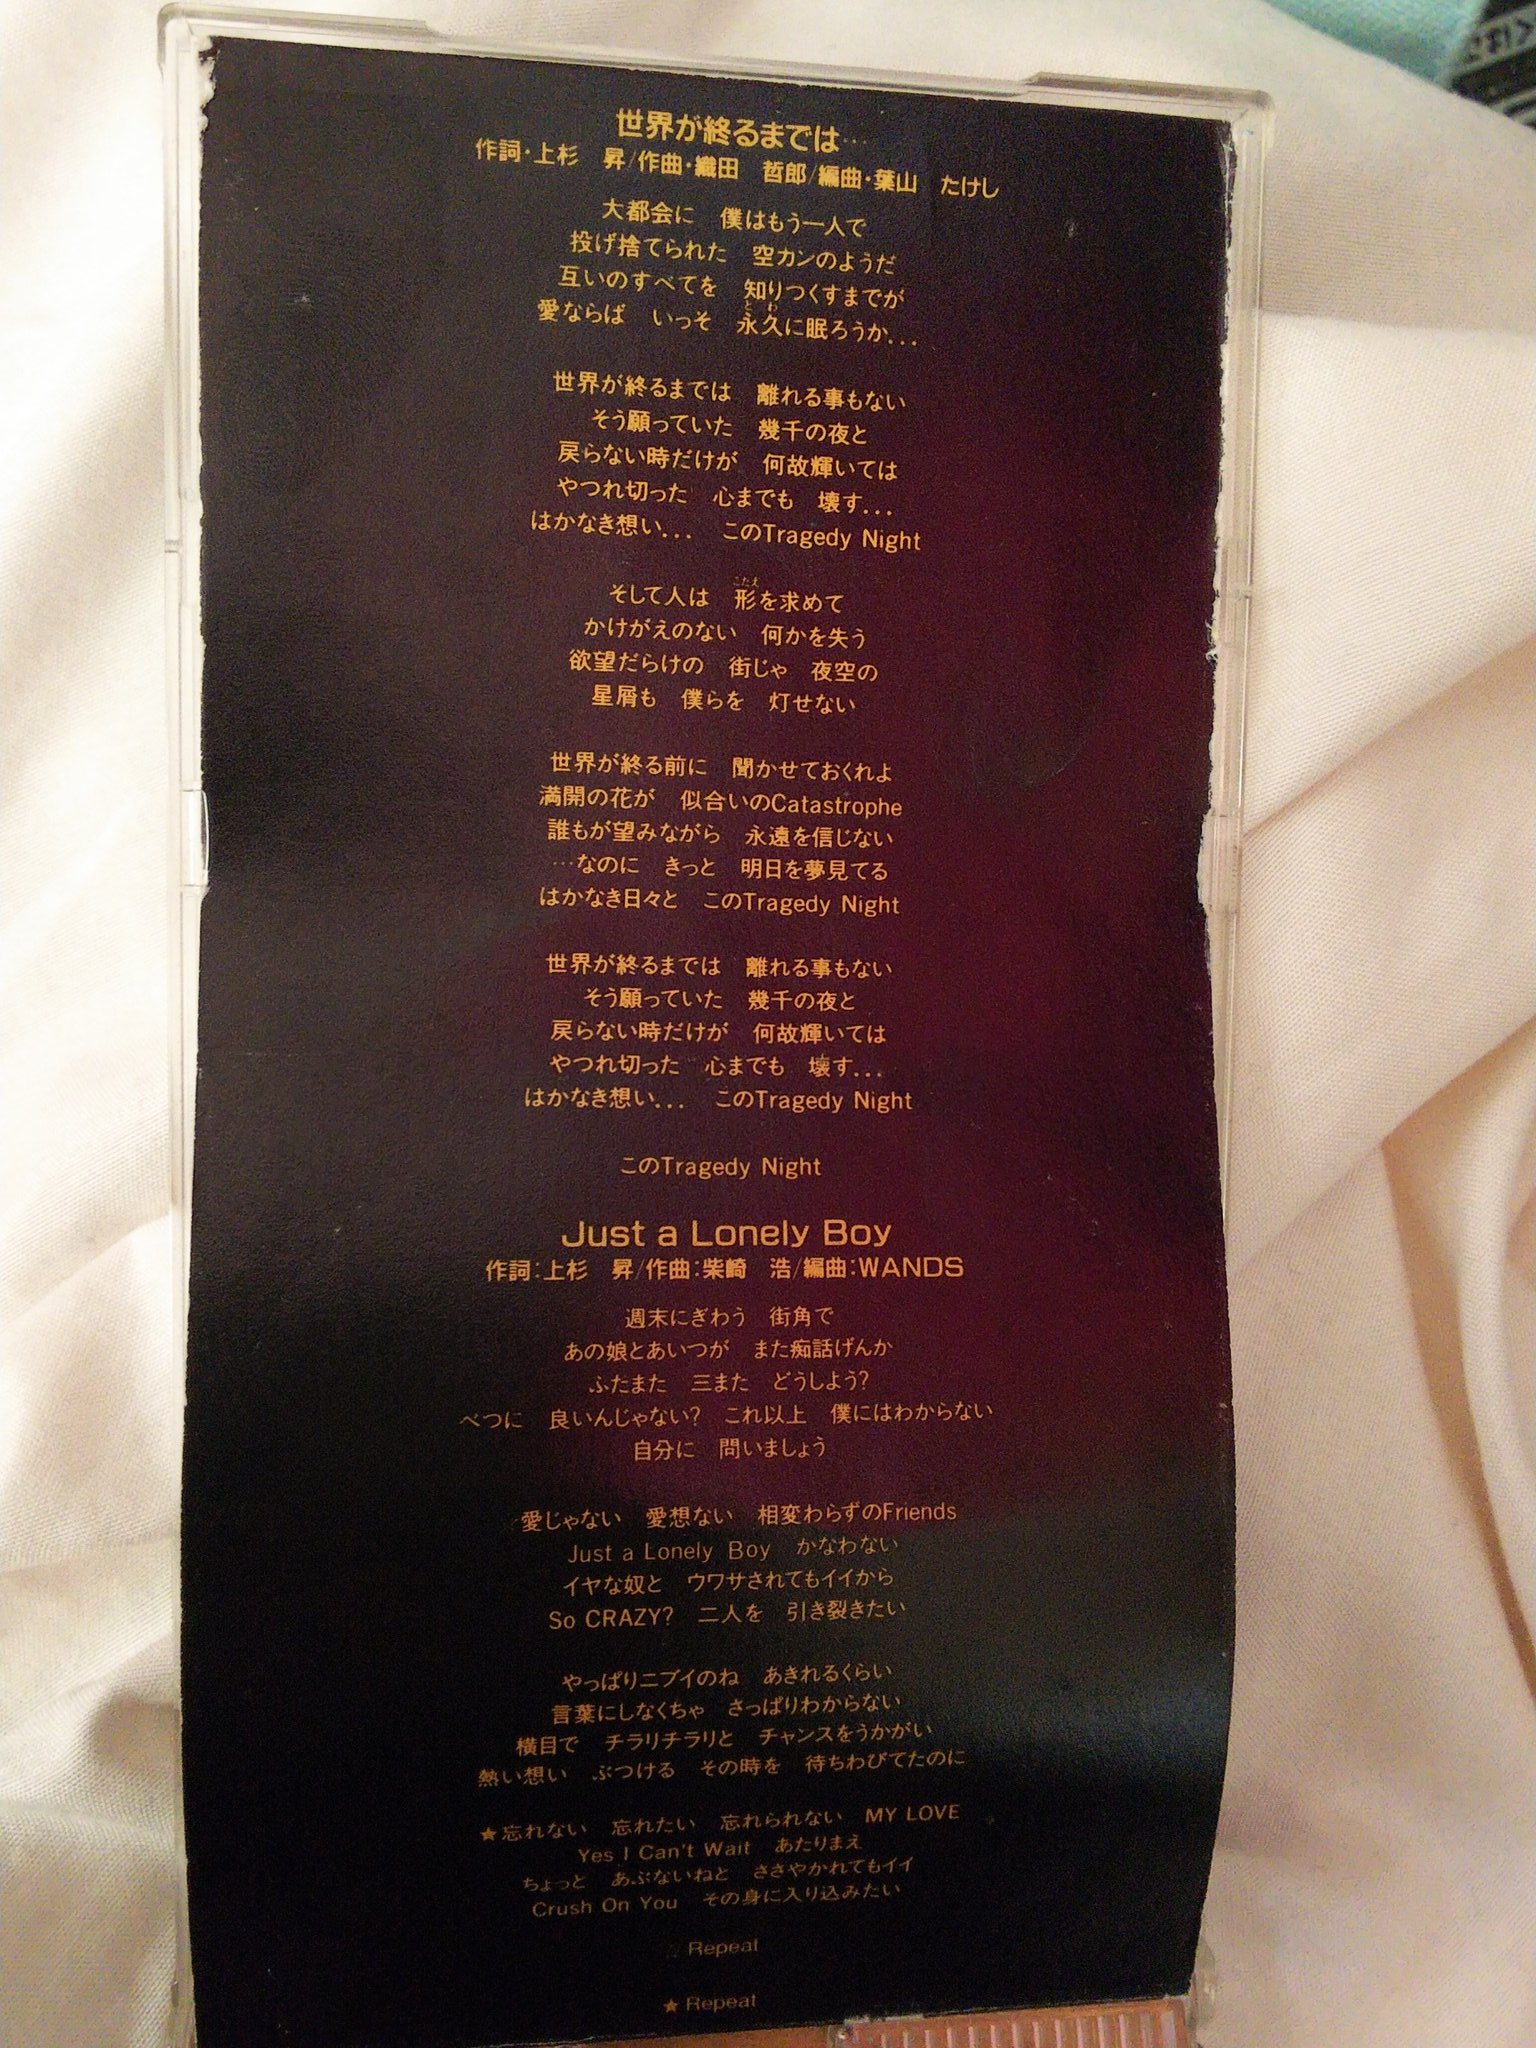 世界が終るまでは…
作詞・上杉　昇/作曲・織田　哲郎/編曲・葉山　たけし
大都会に　僕はもう一人で
投げ捨てられた　空カンのようだ
互いのすべてを　知りつくすまでが
とわ
愛ならば　いっそ　永久に眠ろうか...
世界が終るまでは　離れる事もない
そう願っていた　幾千の夜と
戻らない時だけが　何故輝いては
やつれ切った　心までも　壊す...
はかなき想い...　このTragedy Night
こたえ
そして人は　形を求めて
かけがえのない　何かを失う
欲望だらけの　街じゃ　夜空の
星屑も　僕らを　灯せない
世界が終る前に　聞かせておくれよ
満開の花が　似合いのCatastrophe
誰もが望みながら　永遠を信じない
…なのに　きっと　明日を夢見てる
はかなき日々と　このTragedy Night
世界が終るまでは　離れる事もない
そう願っていた　幾千の夜と
戻らない時だけが　何故輝いては
やつれ切った　心までも　壊す...
はかなき想い...　このTragedy Night
このTragedy Night
Just a Lonely Boy
作詞:上杉　昇/作曲:柴崎　浩/編曲:WANDS
週末にぎわう　街角で
あの娘とあいつが　また痴話げんか
ふたまた　三また　どうしよう?
べつに　良いんじゃない?　これ以上　僕にはわからない
自分に　問いましょう
愛じゃない　愛想ない　相変わらずのFriends
Just a Lonely Boy　かなわない
イヤな奴と　ウワサされてもイイから
So CRAZY?　二人を　引き裂きたい
やっぱりニブイのね　あきれるくらい
言葉にしなくちゃ　さっぱりわからない
横目で　チラリチラリと　チャンスをうかがい
熱い想い　ぶつける　その時を　待ちわびてたのに
★忘れない　忘れたい　忘れられない　MY LOVE
Yes I Can't Wait　あたりまえ
ちょっと　あぶないねと　ささやかれてもイイ
Crush On You　その身に入り込みたい
Repeat
★ Repeat